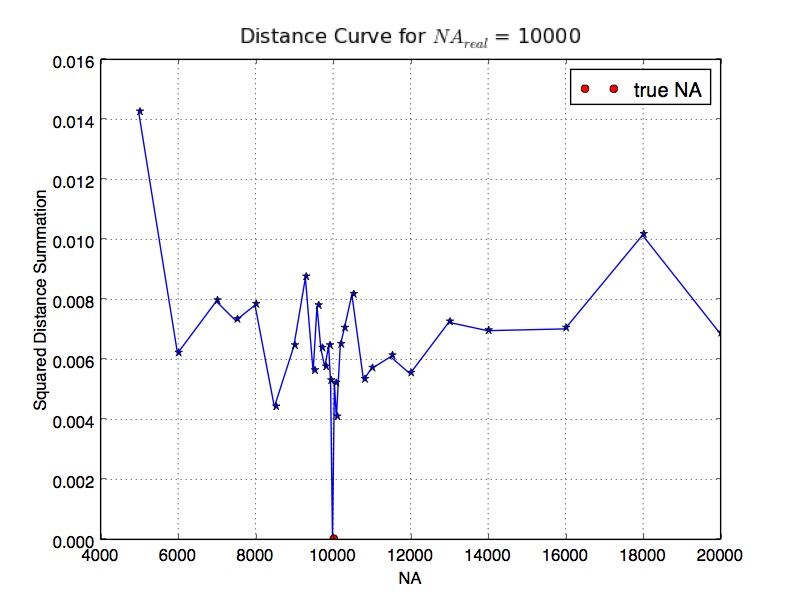 Distance Curve for NA_real = 10000
0.016
true NA
0.014
0.012
0.010
0.008
0.006
0.004
0.002
0.000
Squared Distance Summation
4000 6000 8000 10000 12000 14000 16000 18000 20000
NA